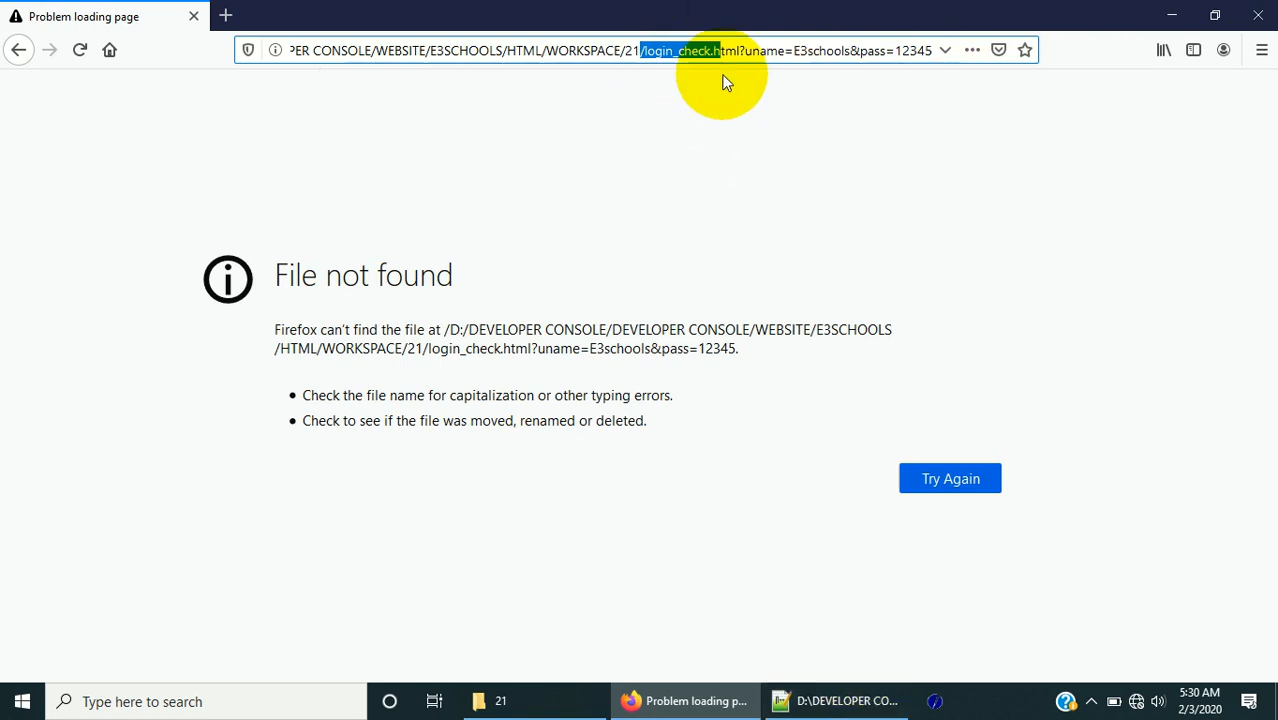 Problem loading page
PER CONSOLE/WEBSITE/E3SCHOOLS/HTML/WORKSPACE/21/login_check.html?uname=E3schools&pass=12345
File not found
Firefox can't find the file at /D:/DEVELOPER CONSOLE/DEVELOPER CONSOLE/WEBSITE/E3SCHOOLS
/HTML/WORKSPACE/21/login_check.html?uname=E3schools&pass=12345.
Check the file name for capitalization or other typing errors.
Check to see if the file was moved, renamed or deleted.
Try Again
Type here to search
21
Problem loading p...
D:\DEVELOPER CO...
5:30 AM
2/3/2020